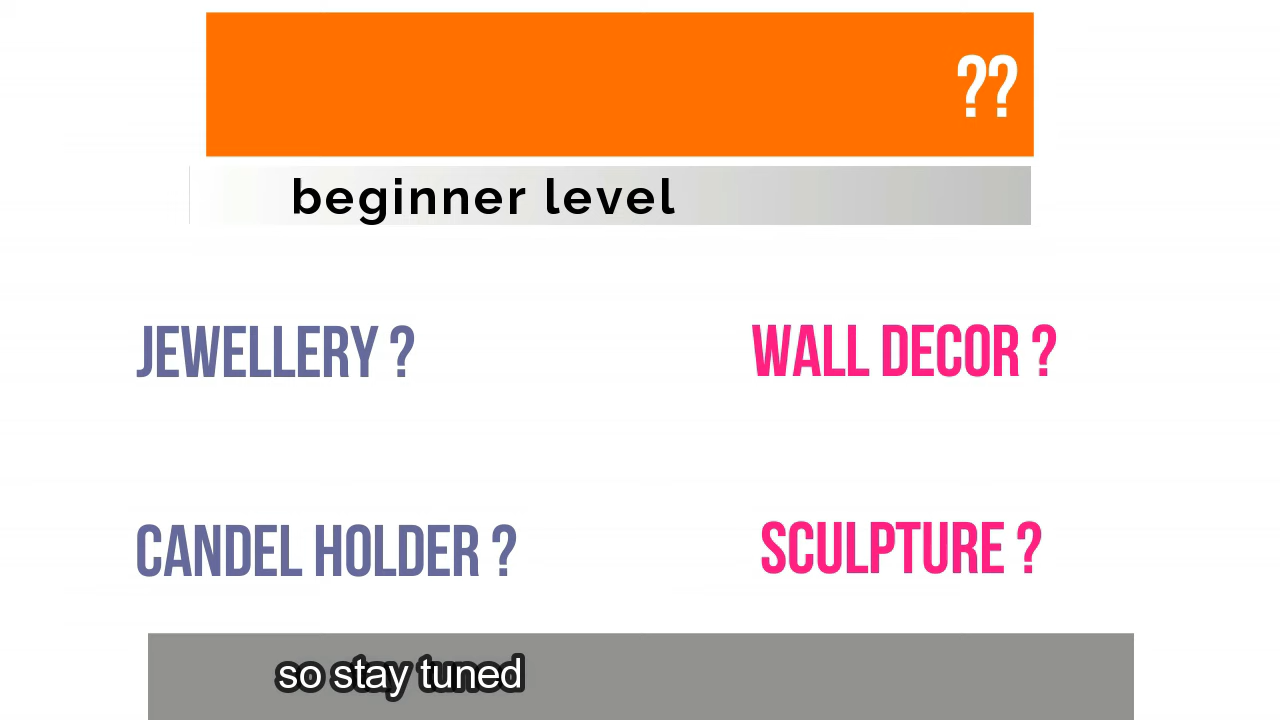 ??
beginner level
JEWELLERY ?
WALL DECOR ?
CANDEL HOLDER ?
SCULPTURE ?
so stay tuned